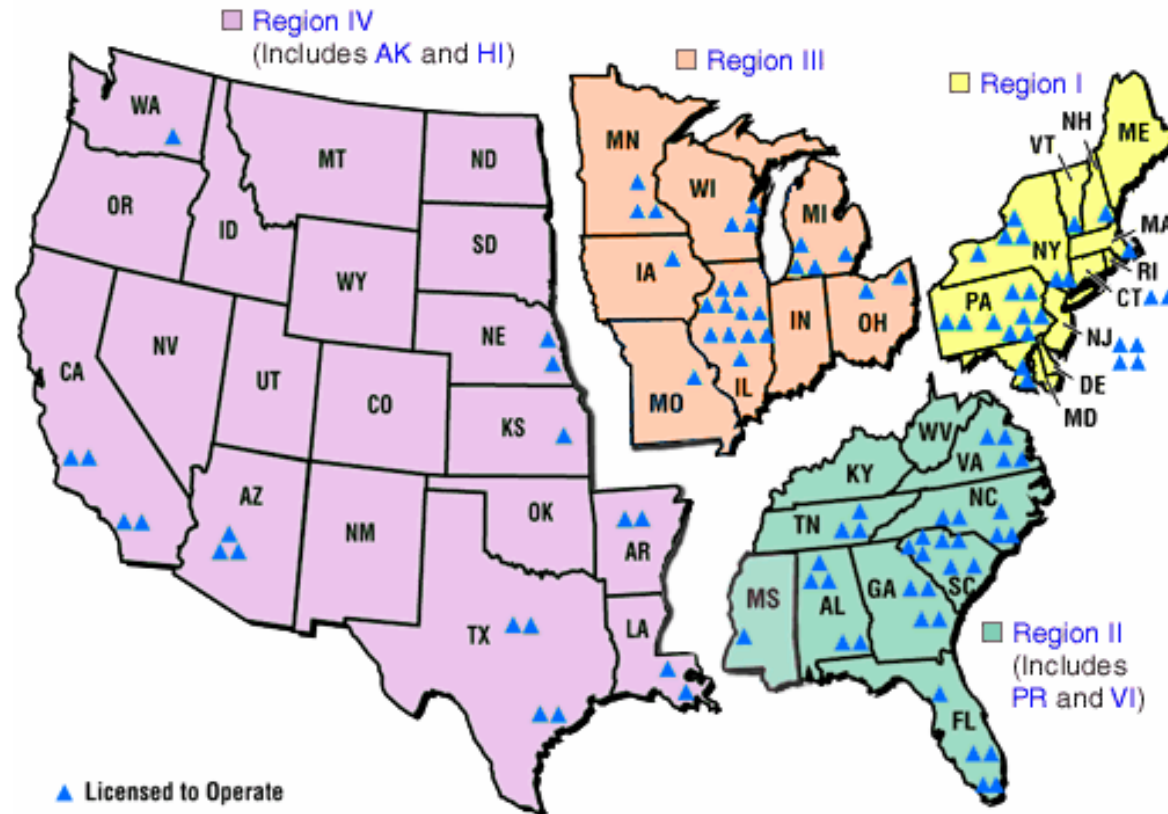 Region IV
(Includes AK and HI)
Region III
Region I
WA
MT
ND
MN
WI
MI
VT
NH
ME
OR
ID
SD
WY
IA
NY
MA
RI
CT
PA
NJ
DE
MD
NE
IL
IN
OH
CA
NV
UT
CO
KS
MO
WV
VA
KY
NC
TN
AZ
NM
OK
AR
MS
AL
GA
SC
TX
LA
FL
Region II
(Includes
PR and VI)
Licensed to Operate